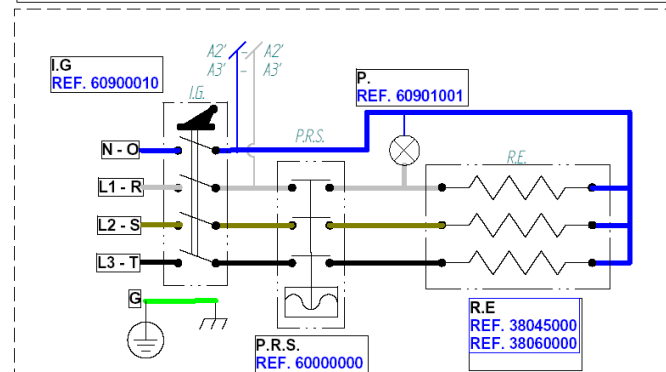 I.G
REF. 60900010
I.G.
A2' - A2'
A3' - A3'
P.
REF. 60901001
P.R.S.
R.E.
N - O
L1 - R
L2 - S
L3 - T
G
P.R.S.
REF. 60000000
R.E
REF. 38045000
REF. 38060000